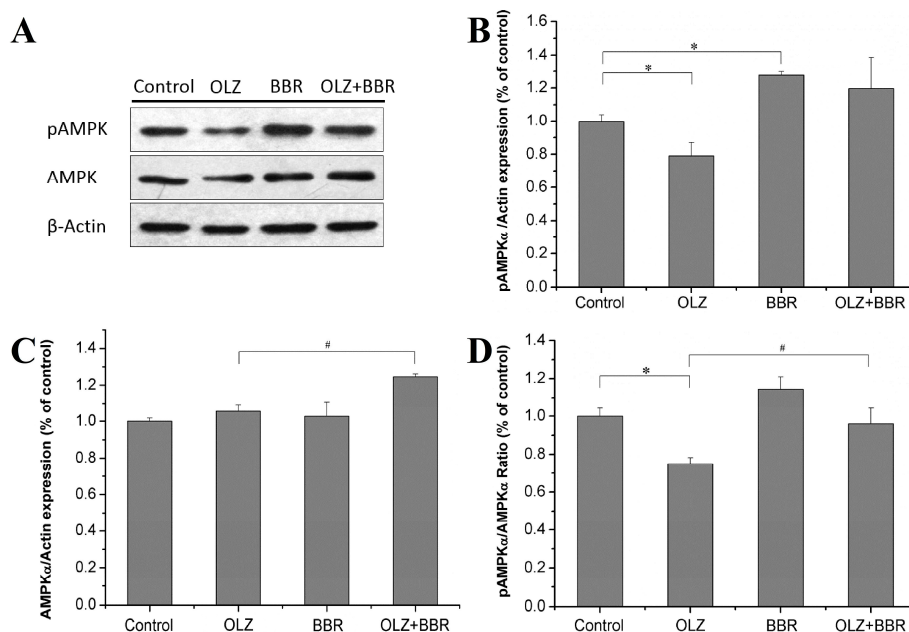 A
Control OLZ BBR OLZ+BBR
pAMPK
ΛMPK
β-Actin
B
pAMPKα /Actin expression (% of control)
1.6
1.4
1.2
1.0
0.8
0.6
0.4
0.2
0.0
*
*
Control OLZ BBR OLZ+BBR
C
AMPKα/Actin expression (% of control)
1.4
1.2
1.0
0.8
0.6
0.4
0.2
0.0
#
Control OLZ BBR OLZ+BBR
D
pAMPKα/AMPKα Ratio (% of control)
1.4
1.2
1.0
0.8
0.6
0.4
0.2
0.0
*
#
Control OLZ BBR OLZ+BBR